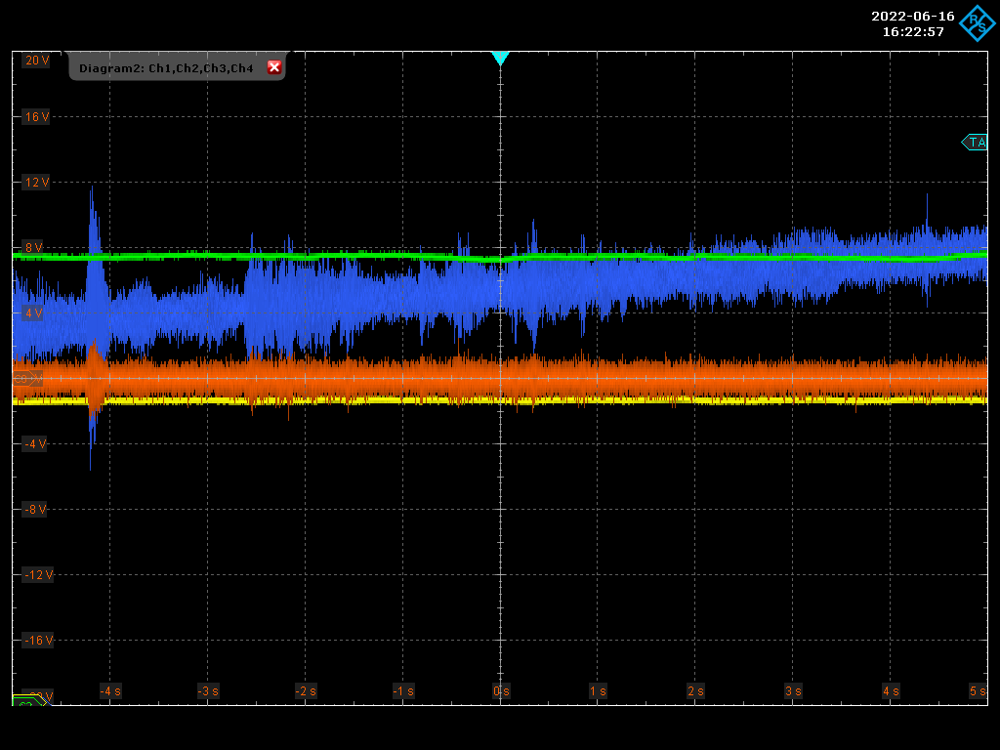 2022-06-16
16:22:57
R&S
20 V
Diagram2: Ch1,Ch2,Ch3,Ch4
16 V
TA
12 V
8 V
4 V
-4 V
-8 V
-12 V
-16 V
-4 s
-3 s
-2 s
-1 s
0 s
1 s
2 s
3 s
4 s
5 s